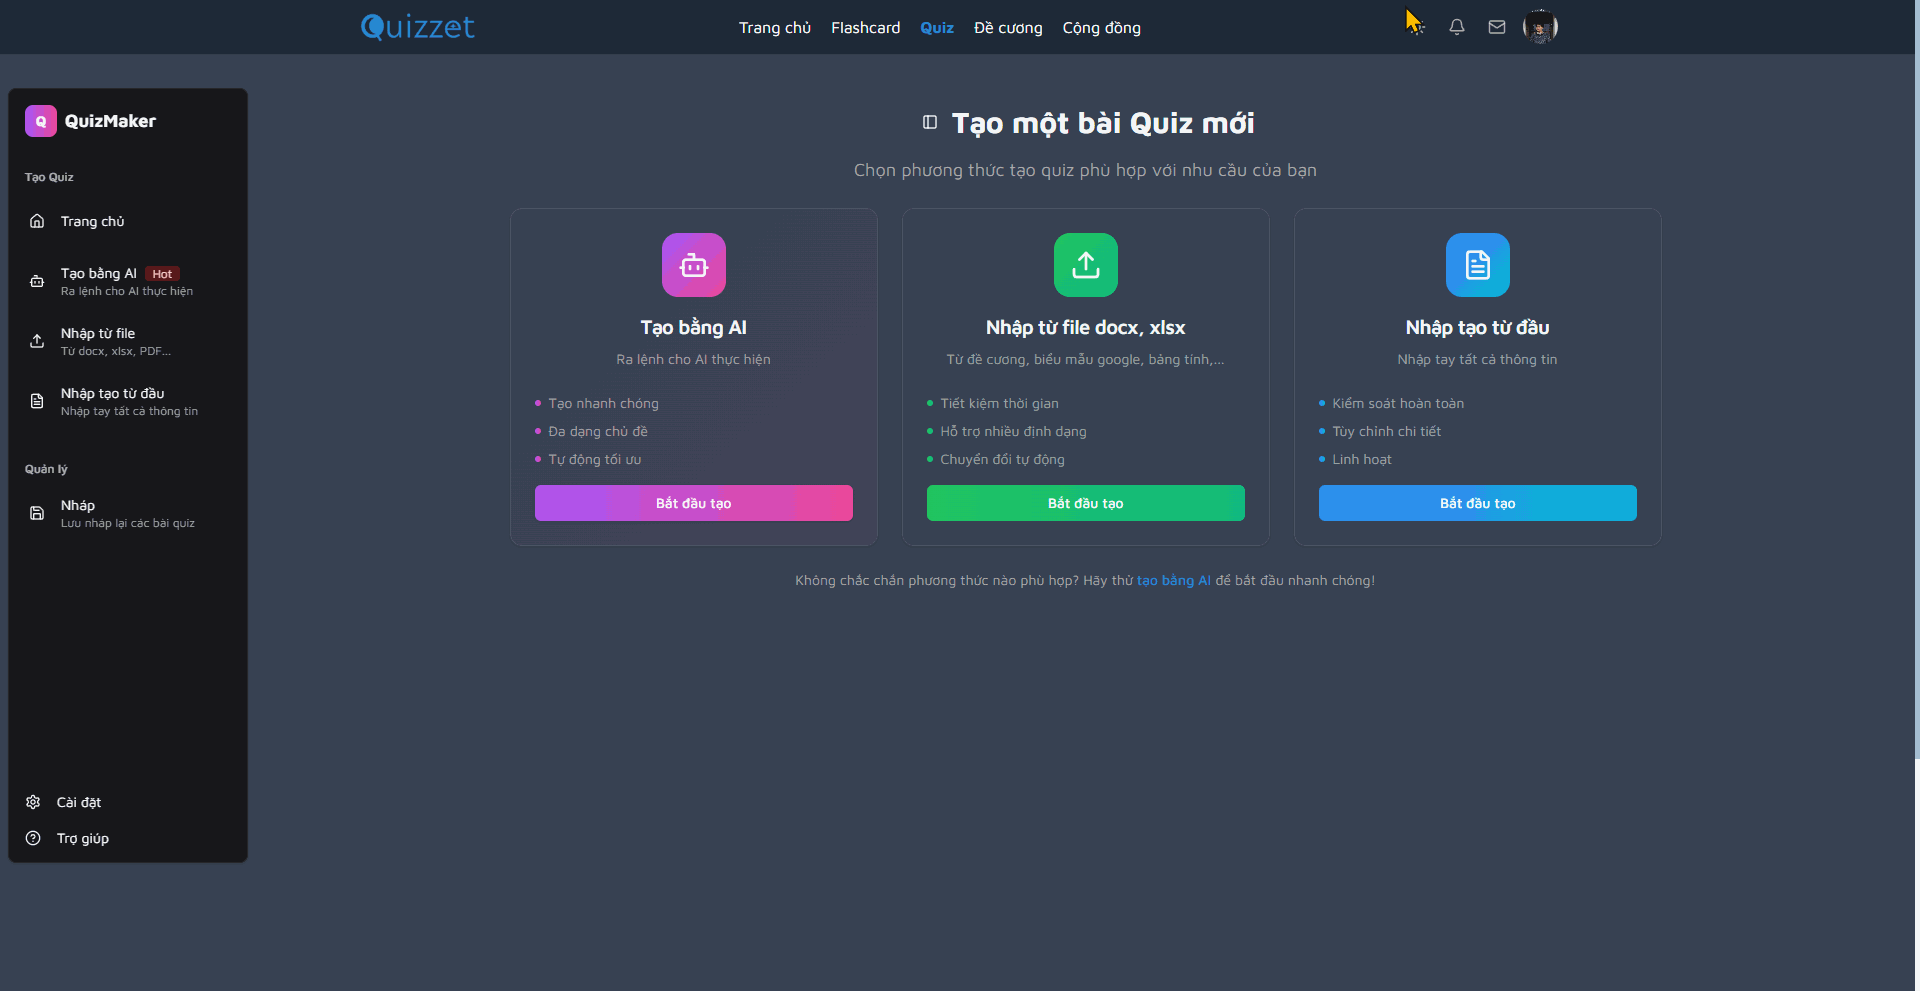 Quizzet
Trang chủ Flashcard Quiz Đề cương Cộng đồng
Q QuizMaker
Tạo Quiz
Trang chủ
Tạo bằng AI Hot
Ra lệnh cho AI thực hiện
Nhập từ file
Từ docx, xlsx, PDF...
Nhập tạo từ đầu
Nhập tay tất cả thông tin
Quản lý
Nháp
Lưu nháp lại các bài quiz
Cài đặt
Trợ giúp
Tạo một bài Quiz mới
Chọn phương thức tạo quiz phù hợp với nhu cầu của bạn
Tạo bằng AI
Ra lệnh cho AI thực hiện
Tạo nhanh chóng
Đa dạng chủ đề
Tự động tối ưu
Bắt đầu tạo
Nhập từ file docx, xlsx
Từ đề cương, biểu mẫu google, bảng tính,...
Tiết kiệm thời gian
Hỗ trợ nhiều định dạng
Chuyển đổi tự động
Bắt đầu tạo
Nhập tạo từ đầu
Nhập tay tất cả thông tin
Kiểm soát hoàn toàn
Tùy chỉnh chi tiết
Linh hoạt
Bắt đầu tạo
Không chắc chắn phương thức nào phù hợp? Hãy thử tạo bằng AI để bắt đầu nhanh chóng!